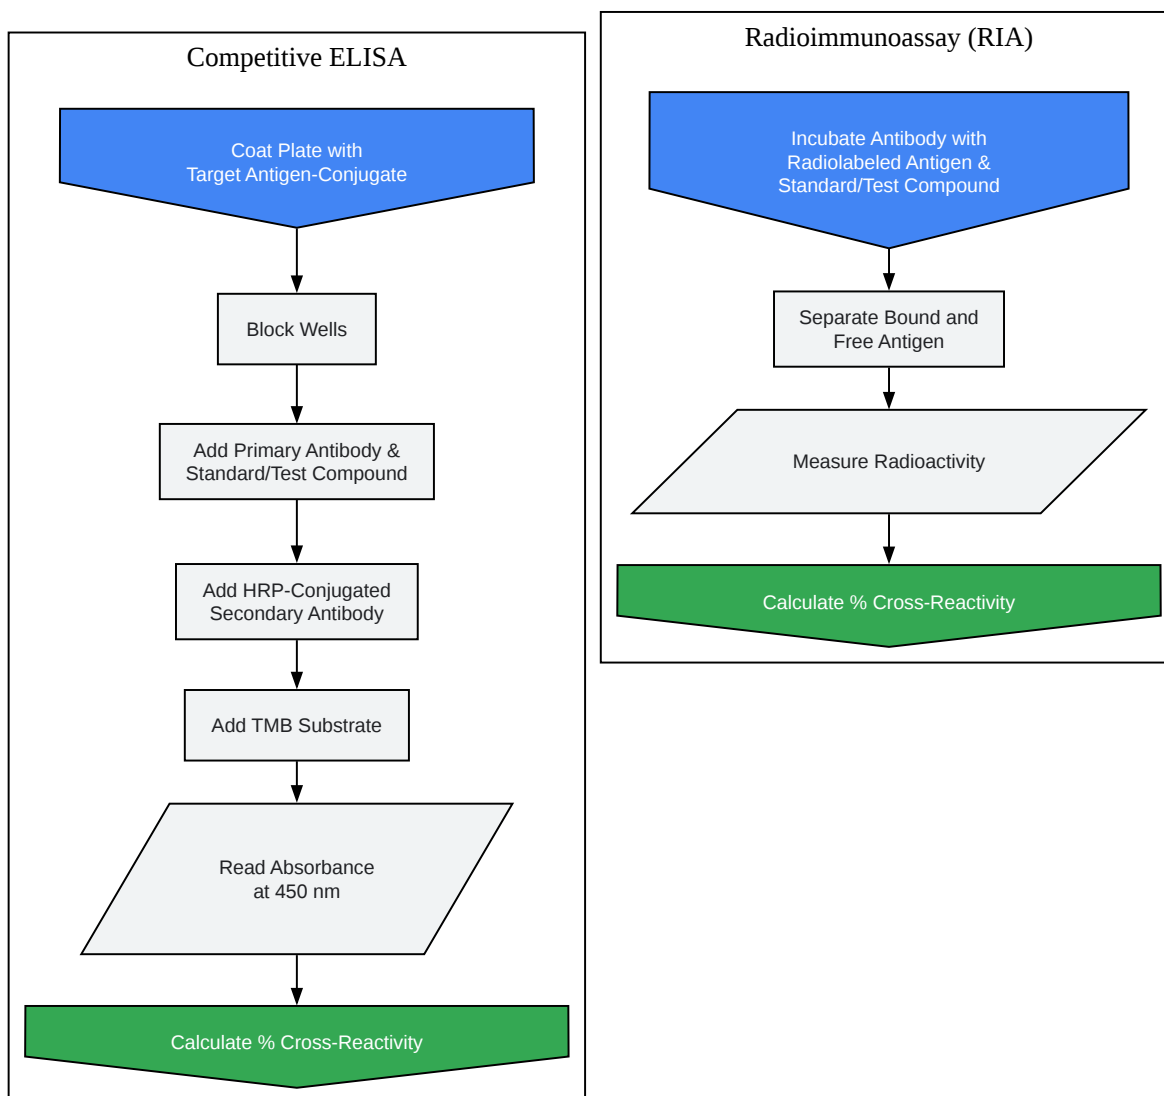 Competitive ELISA
Coat Plate with
Target Antigen-Conjugate
Block Wells
Add Primary Antibody &
Standard/Test Compound
Add HRP-Conjugated
Secondary Antibody
Add TMB Substrate
Read Absorbance
at 450 nm
Calculate % Cross-Reactivity
Radioimmunoassay (RIA)
Incubate Antibody with
Radiolabeled Antigen &
Standard/Test Compound
Separate Bound and
Free Antigen
Measure Radioactivity
Calculate % Cross-Reactivity